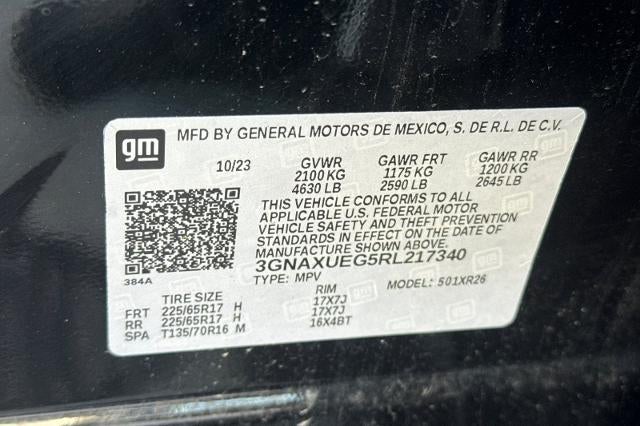 gm MFD BY GENERAL MOTORS DE MEXICO, S. DE R.L. DE C.V.
10/23 GVWR GAWR FRT GAWR RR
2100 KG 1175 KG 1200 KG
4630 LB 2590 LB 2645 LB
THIS VEHICLE CONFORMS TO ALL
APPLICABLE U.S. FEDERAL MOTOR
VEHICLE SAFETY AND THEFT PREVENTION
STANDARDS IN EFFECT ON THE DATE OF
MANUFACTURE SHOWN ABOVE.
3GNAXUEG5RL217340
384A TYPE: MPV MODEL: 501XR26
TIRE SIZE RIM
FRT 225/65R17 H 17X7J
RR 225/65R17 H 17X7J
SPA T135/70R16 M 16X4BT